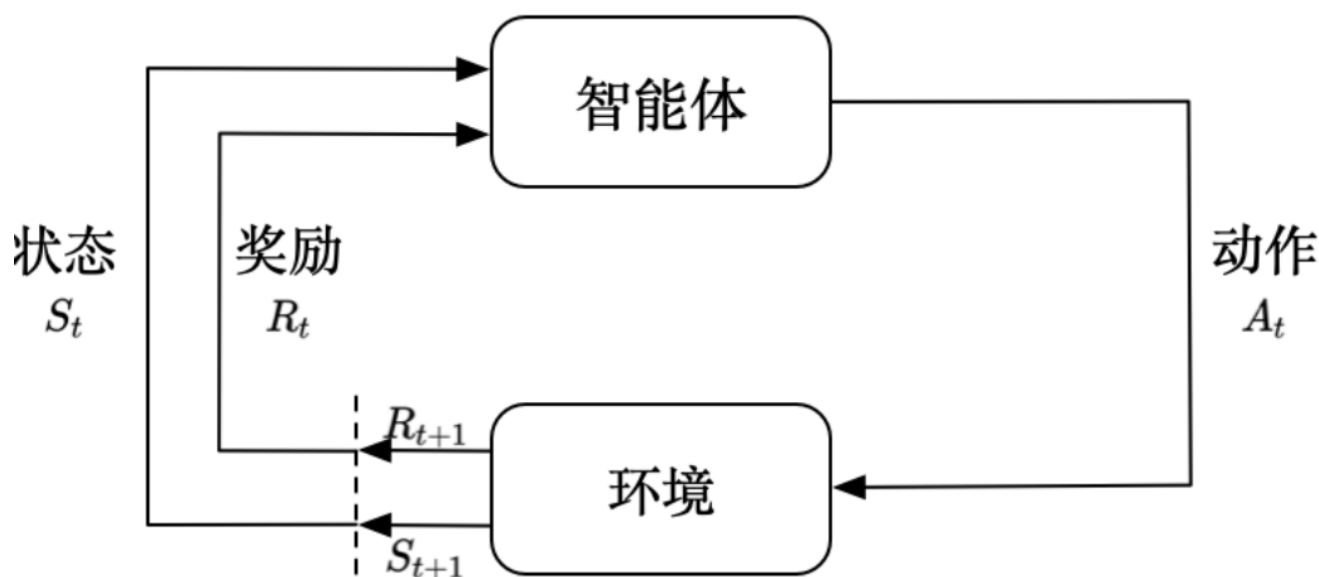 智能体
状态
S_t
奖励
R_t
动作
A_t
R_{t+1}
环境
S_{t+1}